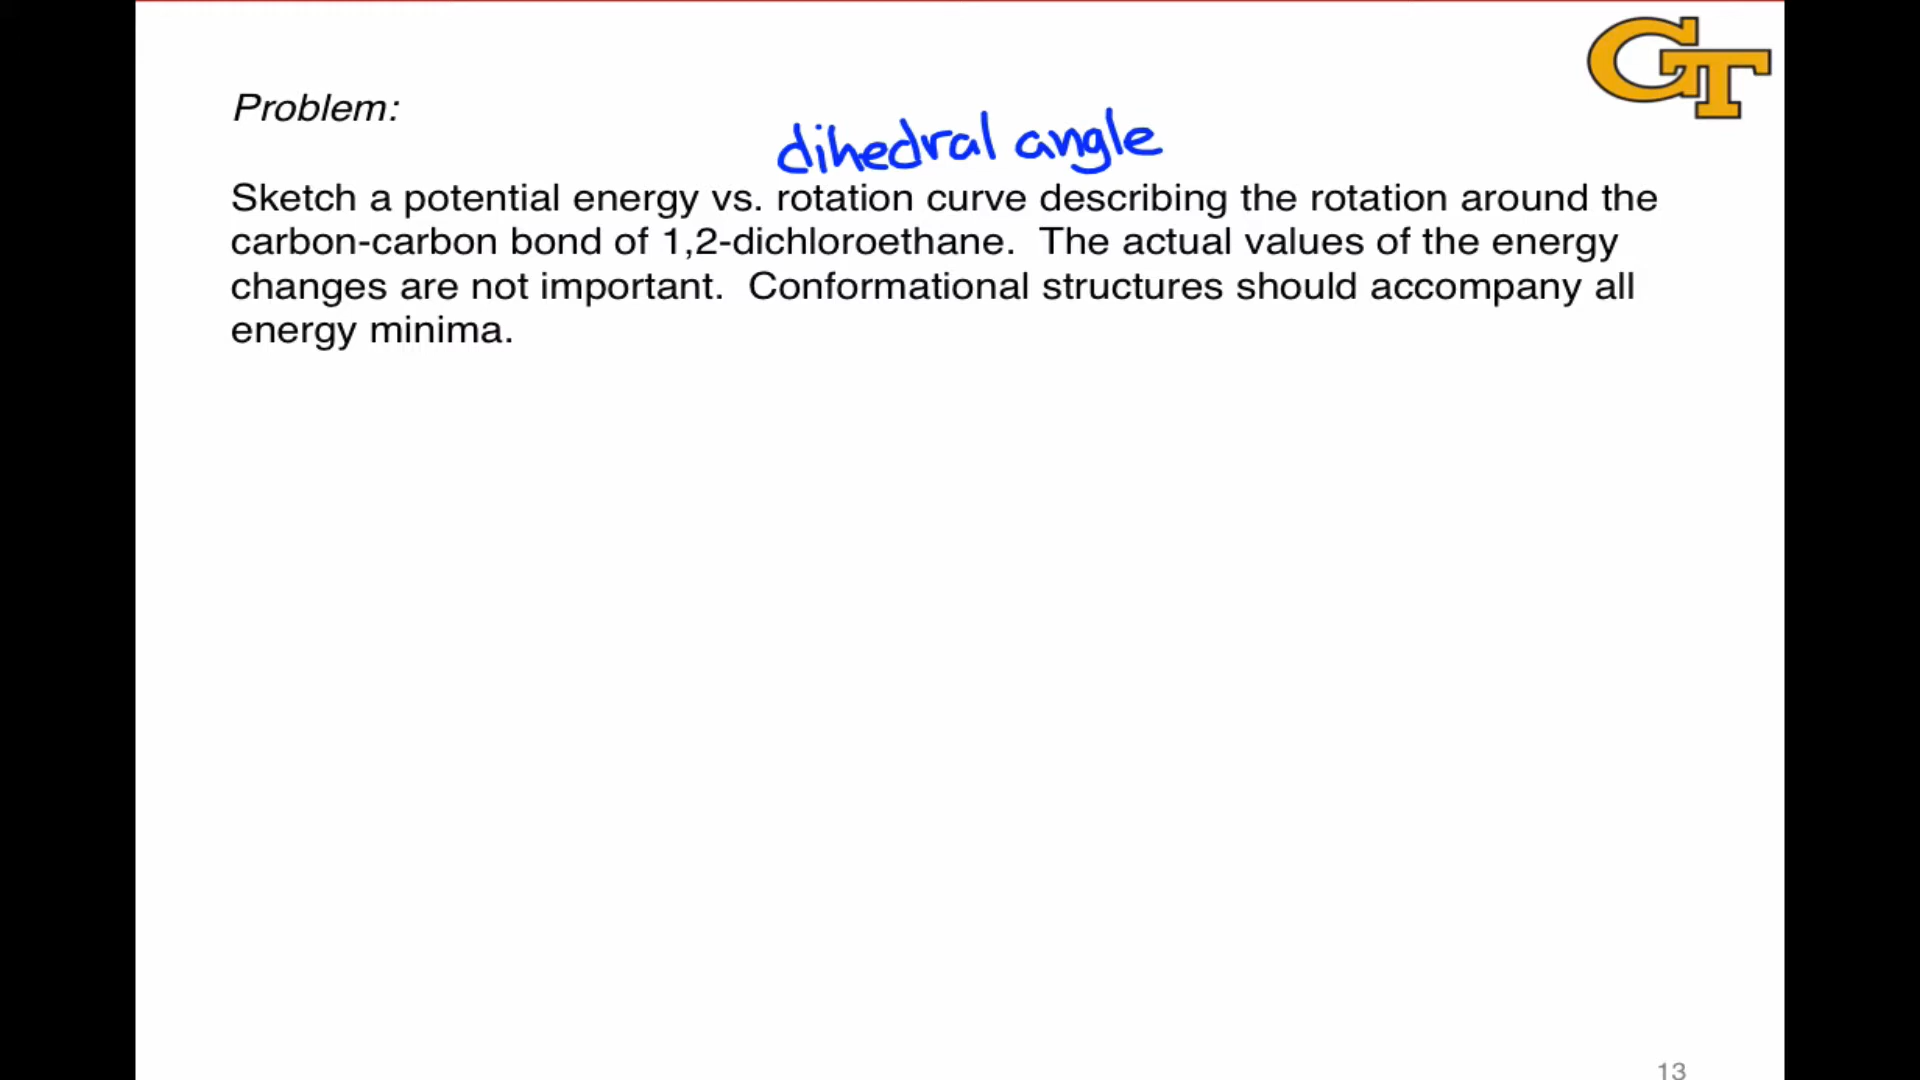 GT
Problem:
dihedral angle
Sketch a potential energy vs. rotation curve describing the rotation around the
carbon-carbon bond of 1,2-dichloroethane.  The actual values of the energy
changes are not important.  Conformational structures should accompany all
energy minima.
13